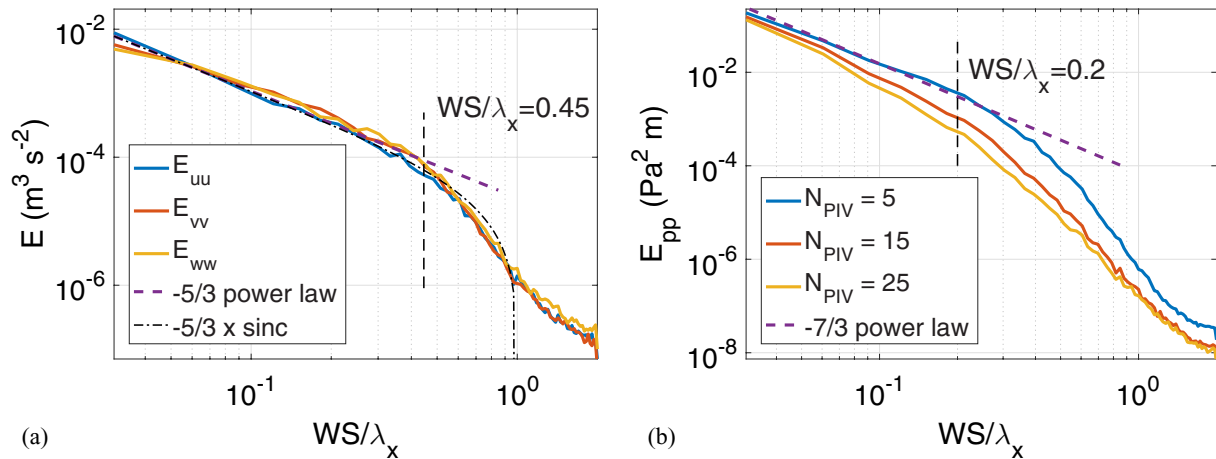 10^-2
10^-4
10^-6
E (m^3 s^-2)
WS/λ_x=0.45
E_uu
E_vv
E_ww
-5/3 power law
-5/3 x sinc
10^-1
10^0
WS/λ_x
(a)
10^-2
10^-4
10^-6
10^-8
E_pp (Pa^2 m)
WS/λ_x=0.2
N_PIV = 5
N_PIV = 15
N_PIV = 25
-7/3 power law
10^-1
10^0
WS/λ_x
(b)